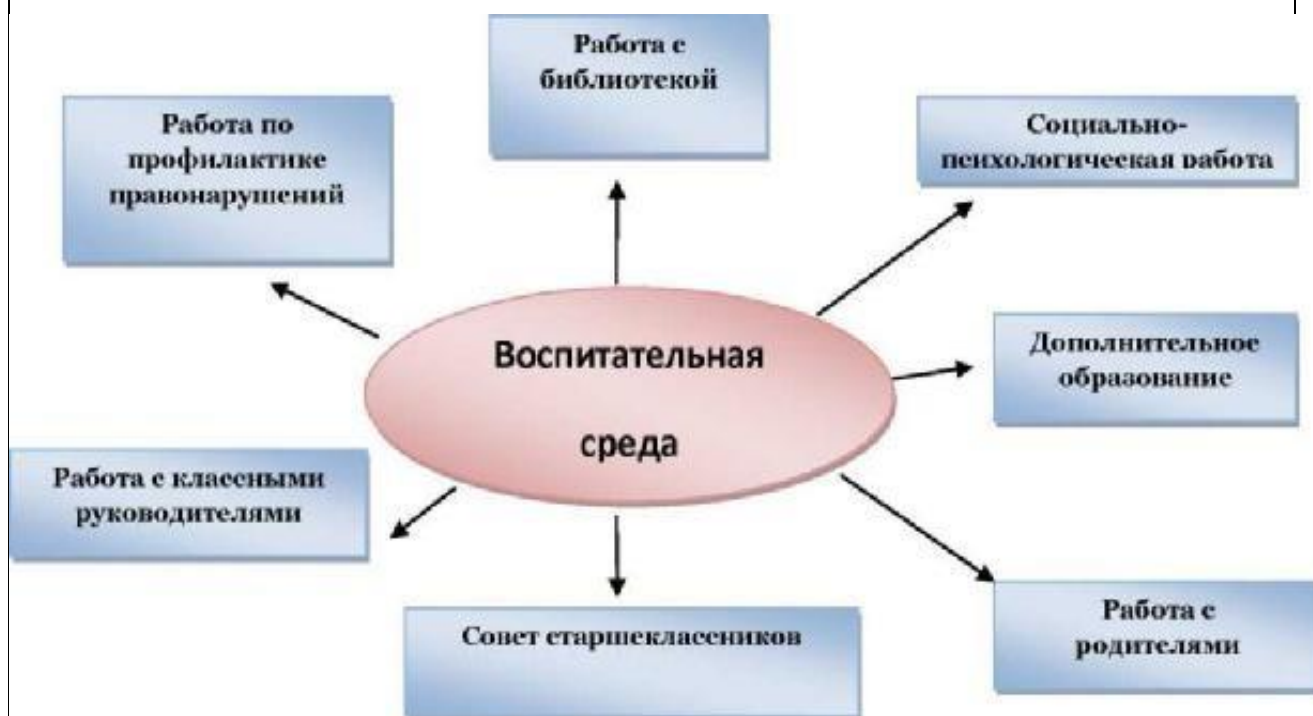 Работа с
библиотекой
Работа по
профилактике
правонарушений
Социально-
психологическая работа
Воспитательная
среда
Дополнительное
образование
Работа с классными
руководителями
Совет старшеклассников
Работа с
родителями